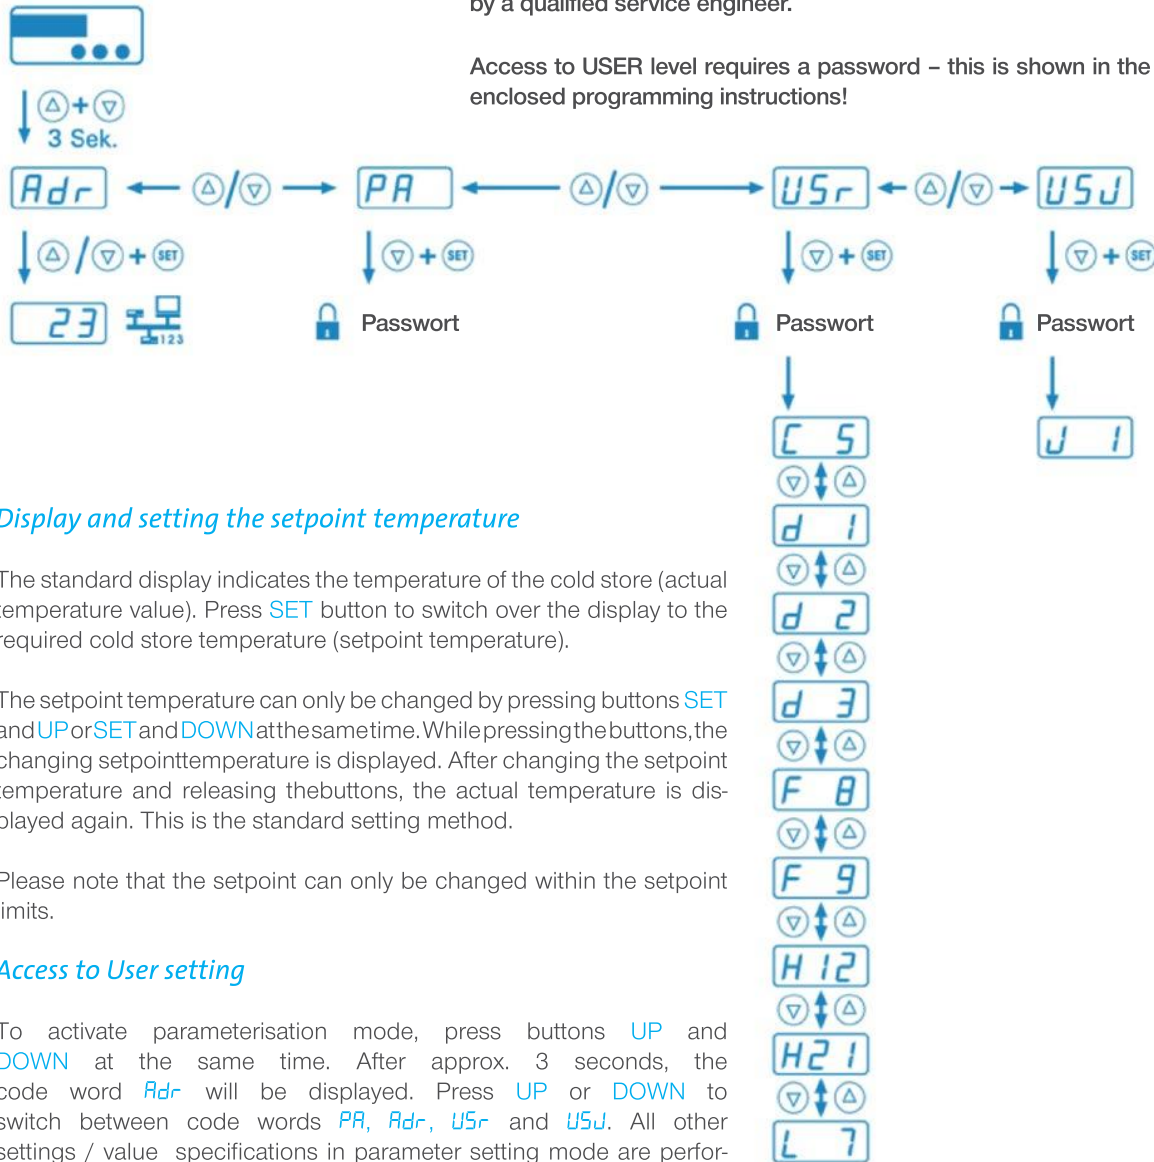 by a qualified service engineer.
Access to USER level requires a password – this is shown in the
enclosed programming instructions!
+
3 Sek.
Adr / PA / USr / USJ
/ + SET + SET + SET + SET
23 123 Passwort Passwort Passwort
C 5 J 1
d 1
d 2
d 3
F 8
F 9
H12
H21
L 7
Display and setting the setpoint temperature
The standard display indicates the temperature of the cold store (actual
temperature value). Press SET button to switch over the display to the
required cold store temperature (setpoint temperature).
The setpoint temperature can only be changed by pressing buttons SET
and UP or SET and DOWN at the same time. While pressing the buttons, the
changing setpointtemperature is displayed. After changing the setpoint
temperature and releasing thebuttons, the actual temperature is dis-
played again. This is the standard setting method.
Please note that the setpoint can only be changed within the setpoint
limits.
Access to User setting
To activate parameterisation mode, press buttons UP and
DOWN at the same time. After approx. 3 seconds, the
code word Adr will be displayed. Press UP or DOWN to
switch between code words PA, Adr, USr and USJ. All other
settings / value specifications in parameter setting mode are perfor-